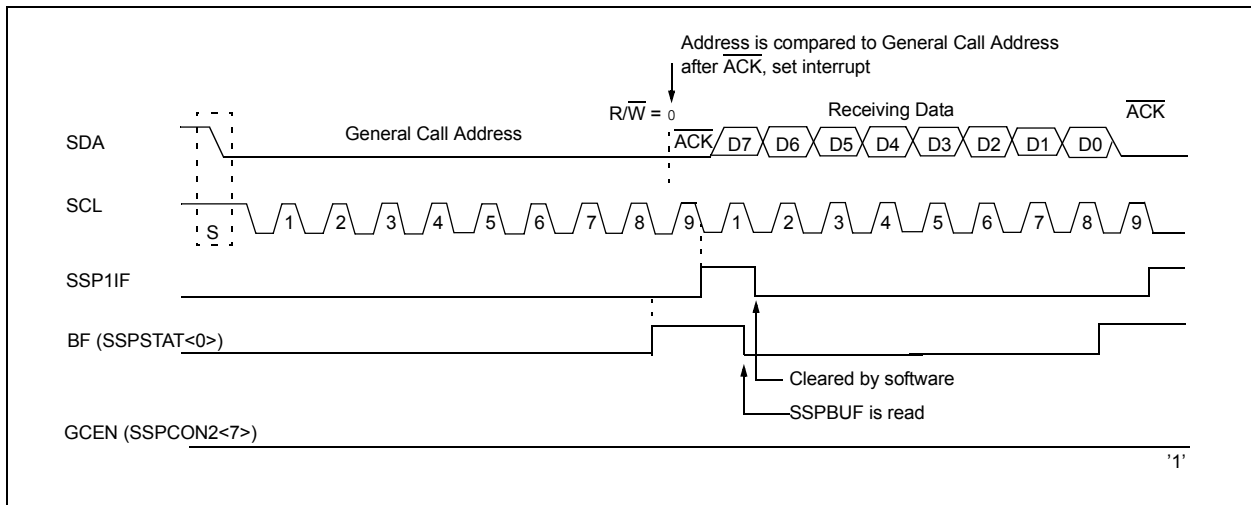 Address is compared to General Call Address
after ACK, set interrupt
R/W = 0
General Call Address
Receiving Data
ACK
SDA
ACK
D7 D6 D5 D4 D3 D2 D1 D0
SCL
S
1 2 3 4 5 6 7 8 9 1 2 3 4 5 6 7 8 9
SSP1IF
BF (SSPSTAT<0>)
Cleared by software
SSPBUF is read
GCEN (SSPCON2<7>)
'1'